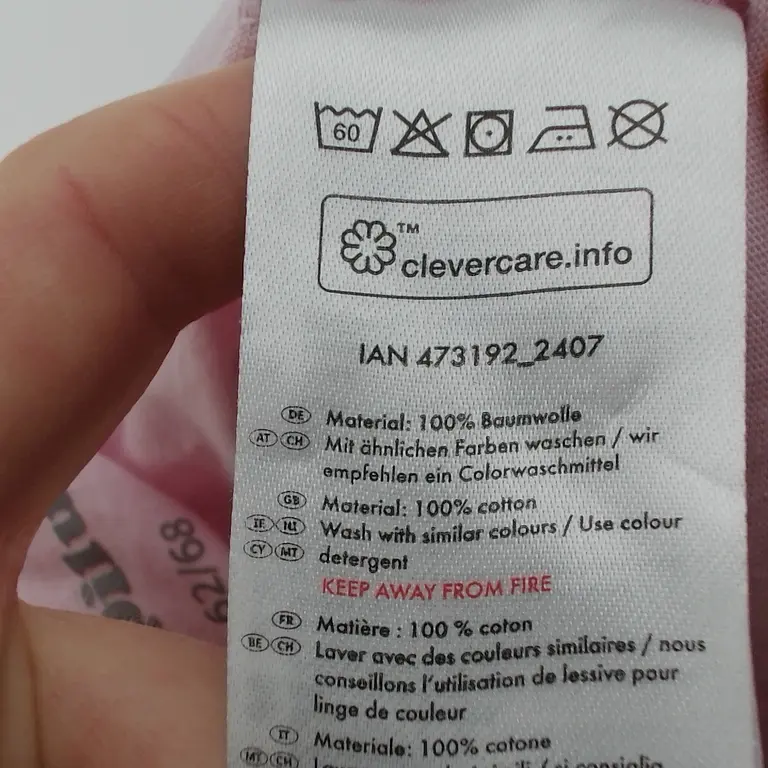 60
™
clevercare.info
IAN 473192_2407
DE Material: 100% Baumwolle
AT CH Mit ähnlichen Farben waschen / wir
empfehlen ein Colorwaschmittel
GB Material: 100% cotton
IE NI Wash with similar colours / Use colour
CY MT detergent
KEEP AWAY FROM FIRE
FR Matière : 100 % coton
BE CH Laver avec des couleurs similaires / nous
conseillons l'utilisation de lessive pour
linge de couleur
IT Materiale: 100% cotone
MT CH
62/68